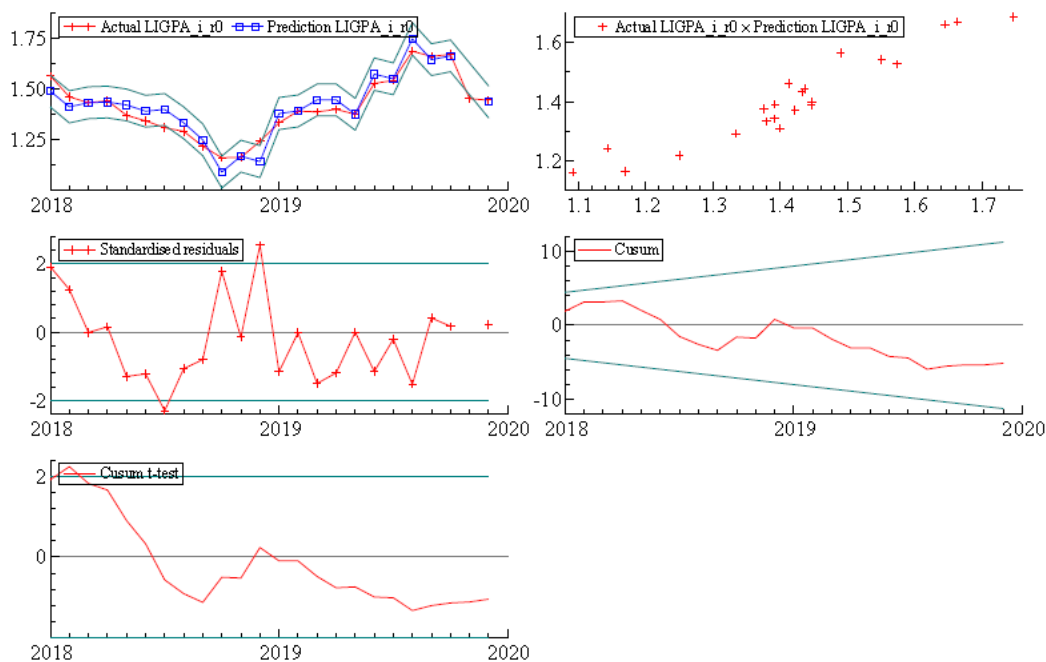 1.75
Actual LIGPA_i_r0 Prediction LIGPA_i_r0
1.50
1.25
2018 2019 2020
1.6
Actual LIGPA_i_r0 × Prediction LIGPA_i_r0
1.4
1.2
1.1 1.2 1.3 1.4 1.5 1.6 1.7
2
Standardised residuals
0
-2
2018 2019 2020
10
Cusum
0
-10
2018 2019 2020
2
Cusum t-test
0
2018 2019 2020